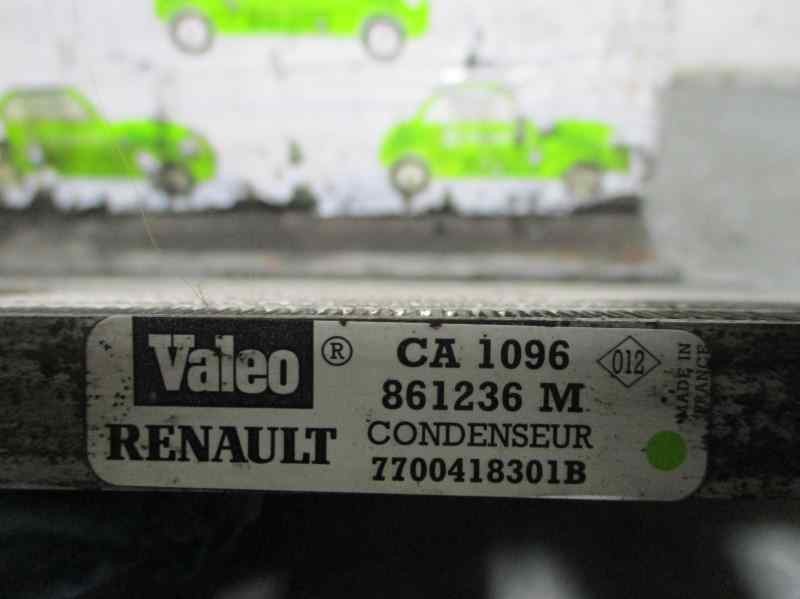 Valeo ® CA 1096 012
861236 M
RENAULT CONDENSEUR
7700418301B
MADE IN
FRANCE